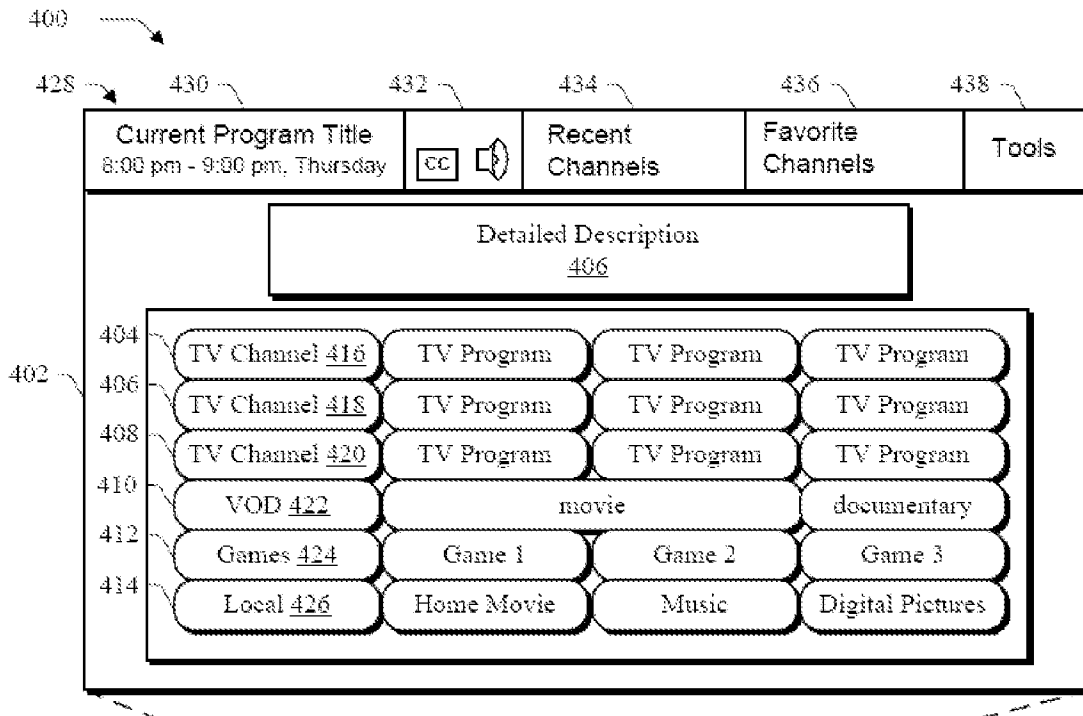 400
428 430 432 434 436 438
Current Program Title
8:00 pm - 9:00 pm, Thursday
CC
Recent
Channels
Favorite
Channels
Tools
Detailed Description
406
402
404 TV Channel 416 TV Program TV Program TV Program
406 TV Channel 418 TV Program TV Program TV Program
408 TV Channel 420 TV Program TV Program TV Program
410 VOD 422 movie documentary
412 Games 424 Game 1 Game 2 Game 3
414 Local 426 Home Movie Music Digital Pictures